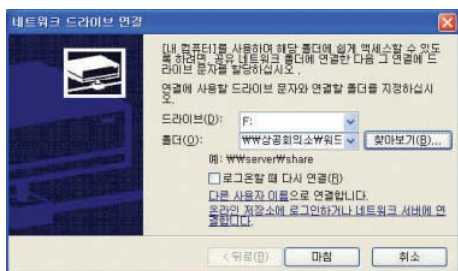 네트워크 드라이브 연결
[내 컴퓨터]를 사용하여 해당 폴더에 쉽게 액세스할 수 있도
록 하려면, 공유 네트워크 폴더에 연결한 다음 그 연결에 드
라이브 문자를 할당하십시오 .
연결에 사용할 드라이브 문자와 연결할 폴더를 지정하십시
오.
드라이브(D): F:
폴더(O): ₩₩상공회의소₩워드 찾아보기(B)...
예: ₩₩server₩share
로그온할 때 다시 연결(R)
다른 사용자 이름으로 연결합니다.
온라인 저장소에 로그인하거나 네트워크 서버에 연
결합니다.
< 뒤로(B) 마침 취소